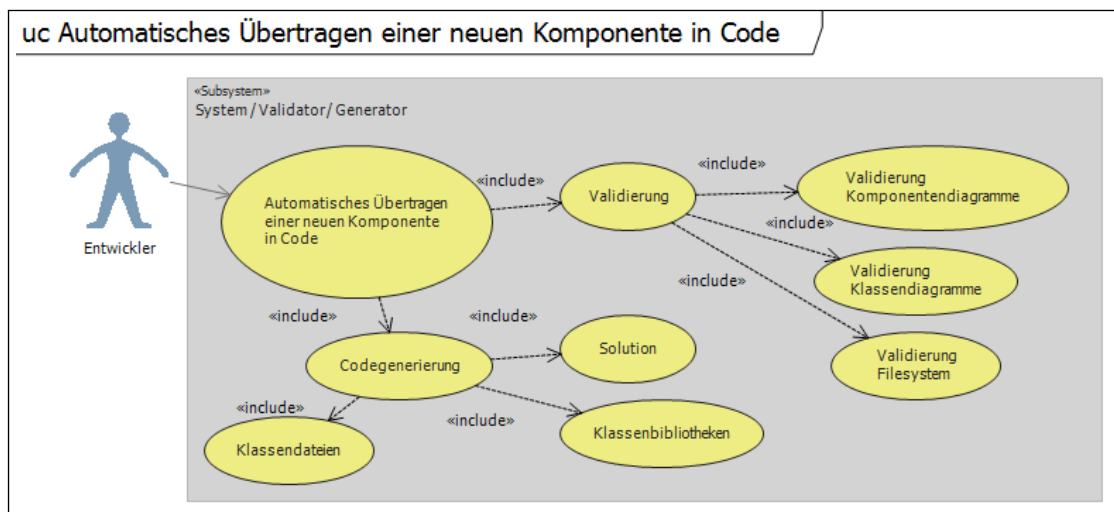 uc Automatisches Übertragen einer neuen Komponente in Code
«Subsystem»
System / Validator/ Generator
Entwickler
Automatisches Übertragen
einer neuen Komponente
in Code
«include»
Validierung
«include»
Validierung
Komponentendiagramme
«include»
Validierung
Klassendiagramme
«include»
Validierung
Filesystem
«include»
Codegenerierung
«include»
Solution
«include»
Klassenbibliotheken
«include»
Klassendateien